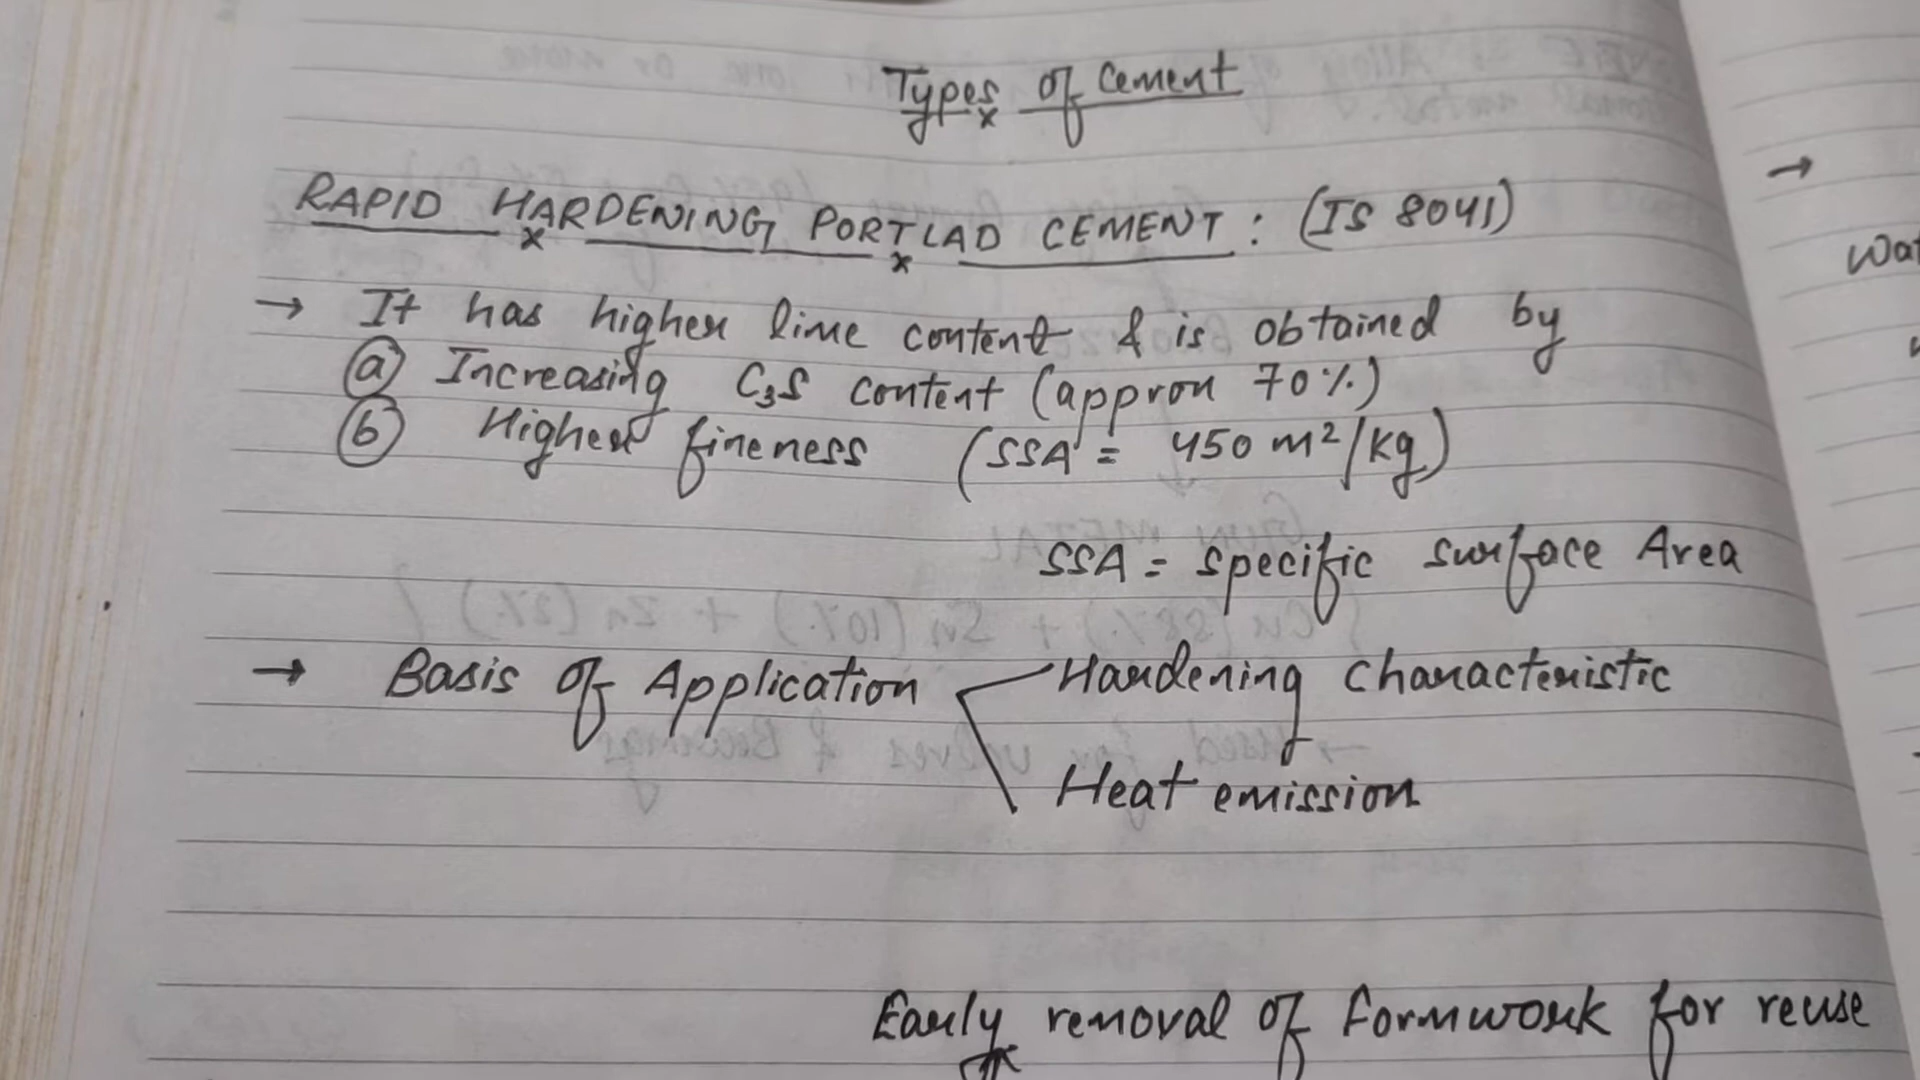 Types of Cement
RAPID HARDENING PORTLAD CEMENT : (IS 8041)
→ It has higher lime content & is obtained by
(a) Increasing C₃S content (approx 70%)
(b) Higher fineness (SSA = 450 m²/kg)
SSA = Specific Surface Area
→ Basis of Application
Hardening Characteristic
Heat emission
Early removal of formwork for reuse
→